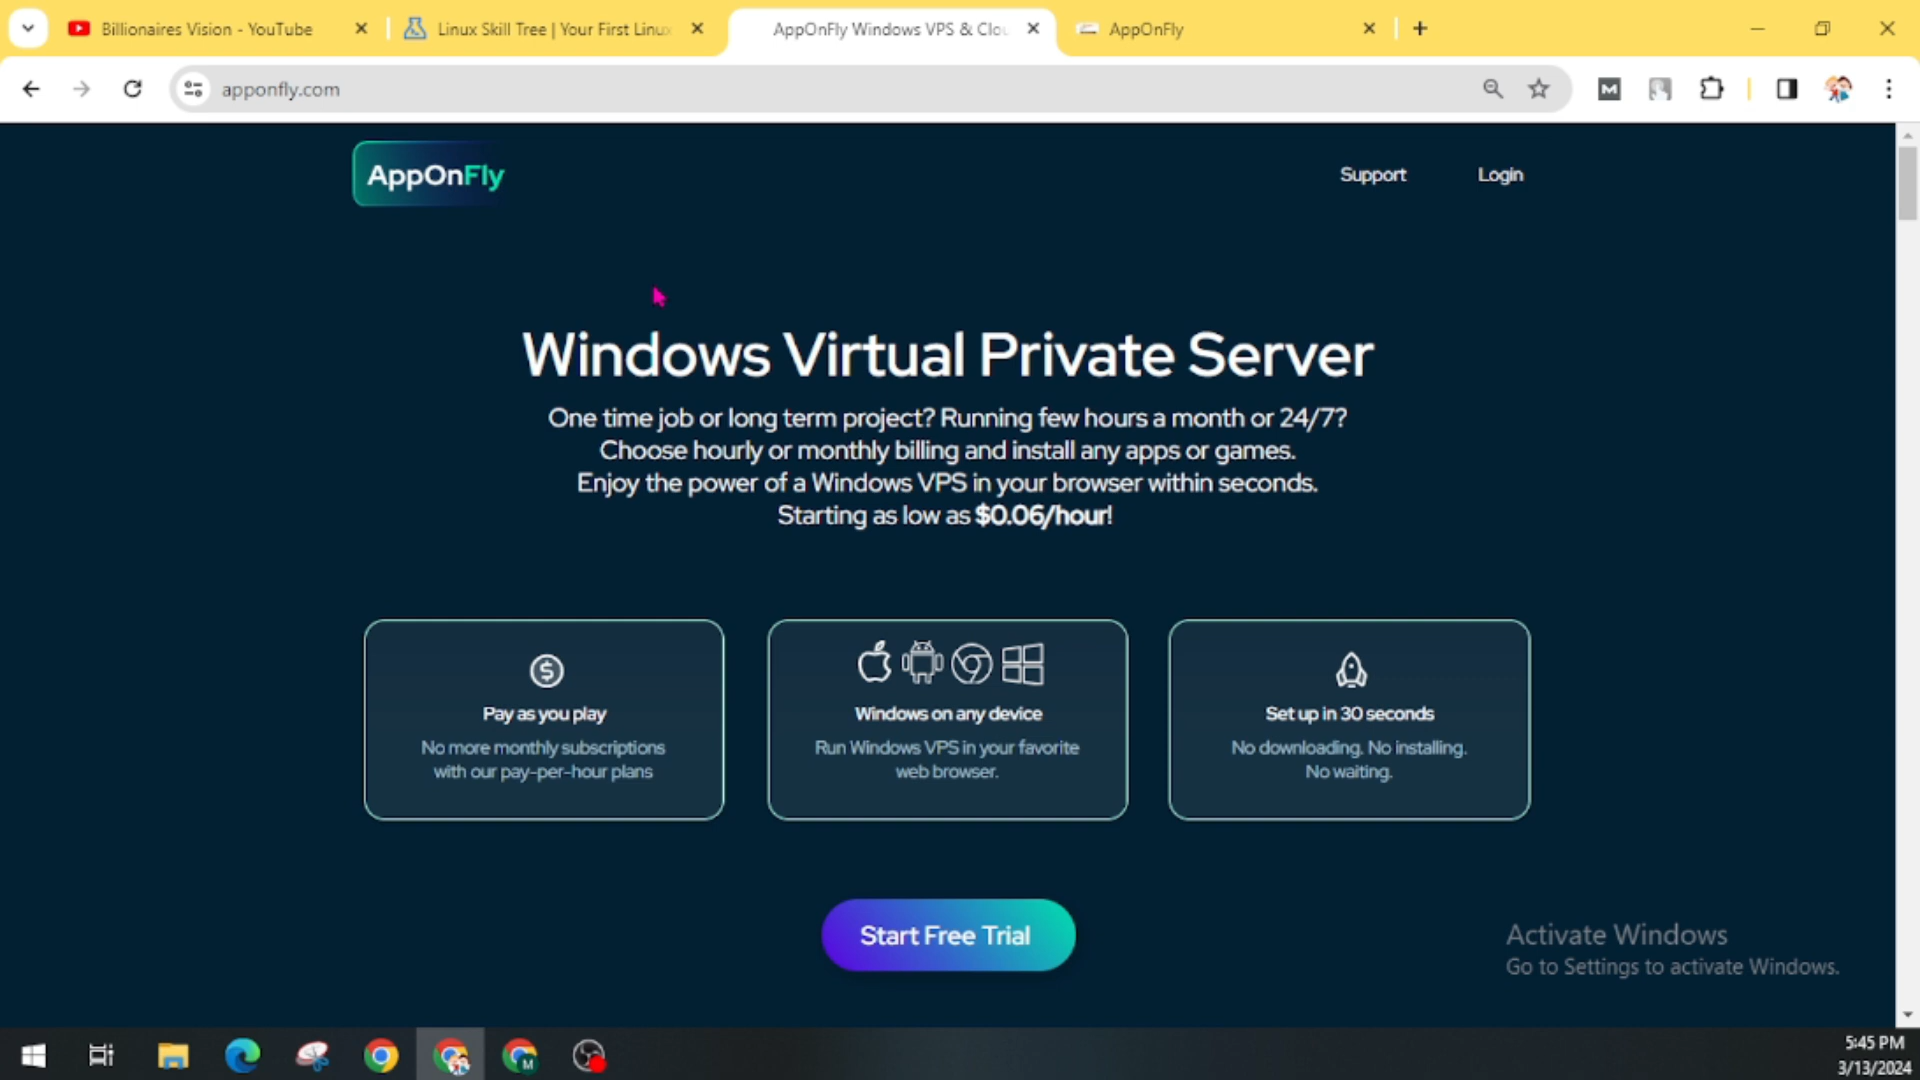 Billionaires Vision - YouTube
Linux Skill Tree | Your First Linux
AppOnFly Windows VPS & Clou
AppOnFly
apponfly.com
M
AppOnFly
Support
Login
Windows Virtual Private Server
One time job or long term project? Running few hours a month or 24/7?
Choose hourly or monthly billing and install any apps or games.
Enjoy the power of a Windows VPS in your browser within seconds.
Starting as low as $0.06/hour!
Pay as you play
No more monthly subscriptions
with our pay-per-hour plans
Windows on any device
Run Windows VPS in your favorite
web browser.
Set up in 30 seconds
No downloading. No installing.
No waiting.
Start Free Trial
Activate Windows
Go to Settings to activate Windows.
M
5:45 PM
3/13/2024